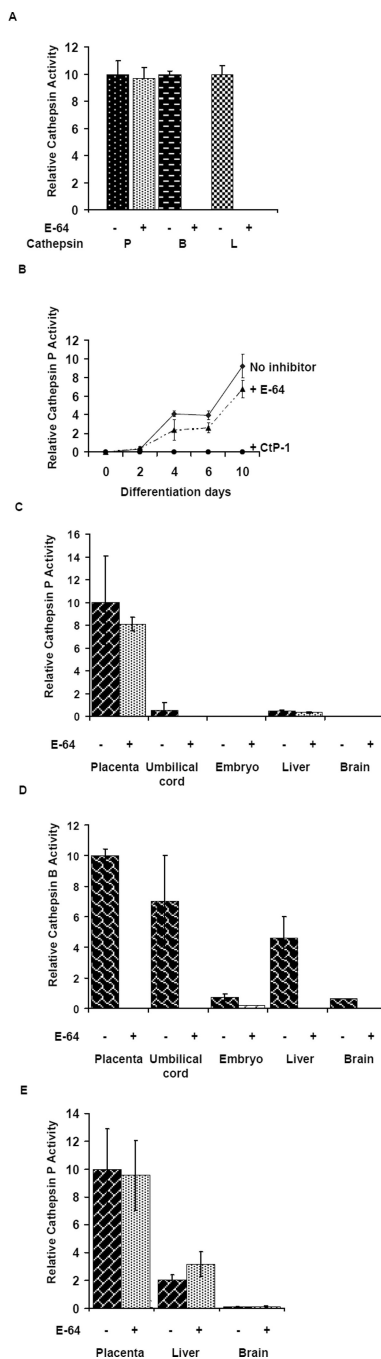 A
Relative Cathepsin Activity
14
12
10
8
6
4
2
0
E-64 - + - + - +
Cathepsin P B L
B
Relative Cathepsin P Activity
12
10
8
6
4
2
0
No inhibitor
+ E-64
+ CtP-1
0 2 4 6 10
Differentiation days
C
Relative Cathepsin P Activity
16
14
12
10
8
6
4
2
0
E-64 - + - + - + - + - +
Placenta Umbilical Embryo Liver Brain
cord
D
Relative Cathepsin B Activity
12
10
8
6
4
2
0
E-64 - + - + - + - + - +
Placenta Umbilical Embryo Liver Brain
cord
E
Relative Cathepsin P Activity
14
12
10
8
6
4
2
0
E-64 - + - + - +
Placenta Liver Brain